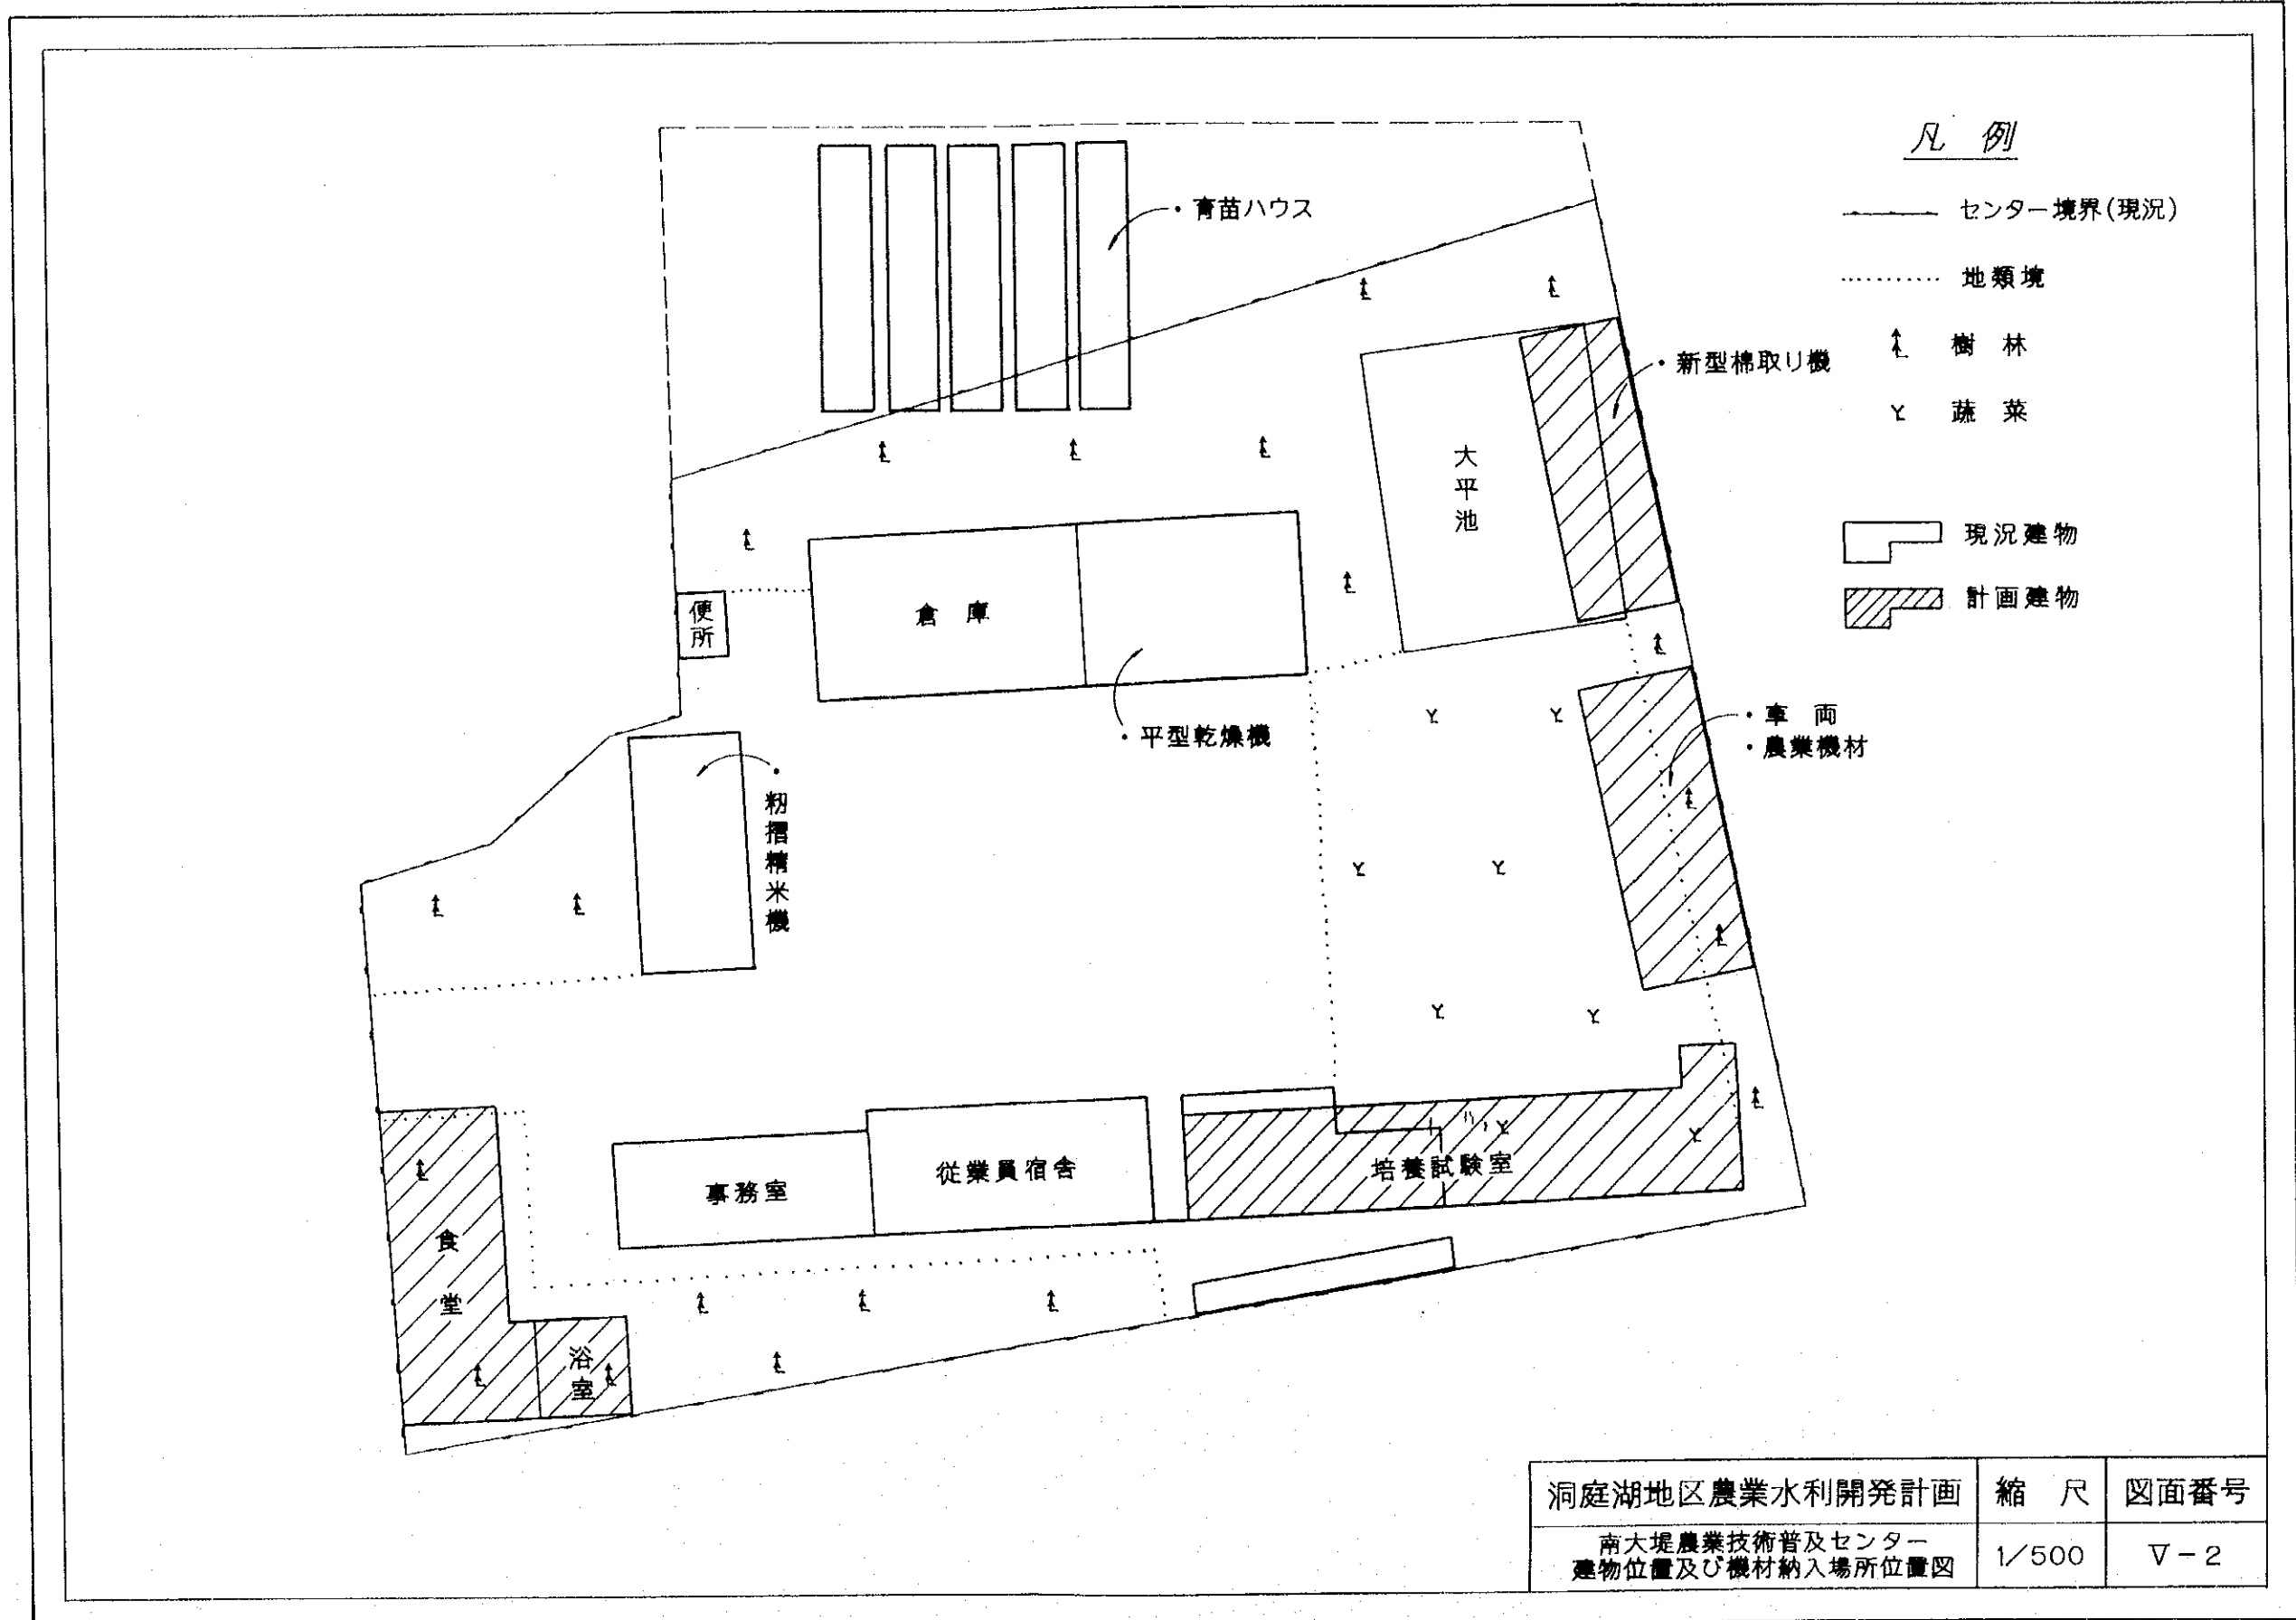 凡 例
センター境界(現況)
地類境
樹 林
蔬 菜
現況建物
計画建物
・育苗ハウス
・新型棉取り機
大平池
倉 庫
便所
・平型乾燥機
・籾摺精米機
・車 両
・農業機材
事務室
従業員宿舎
培養試験室
食堂
浴室
洞庭湖地区農業水利開発計画
縮 尺
図面番号
南大堤農業技術普及センター
建物位置及び機材納入場所位置図
1/500
V-2